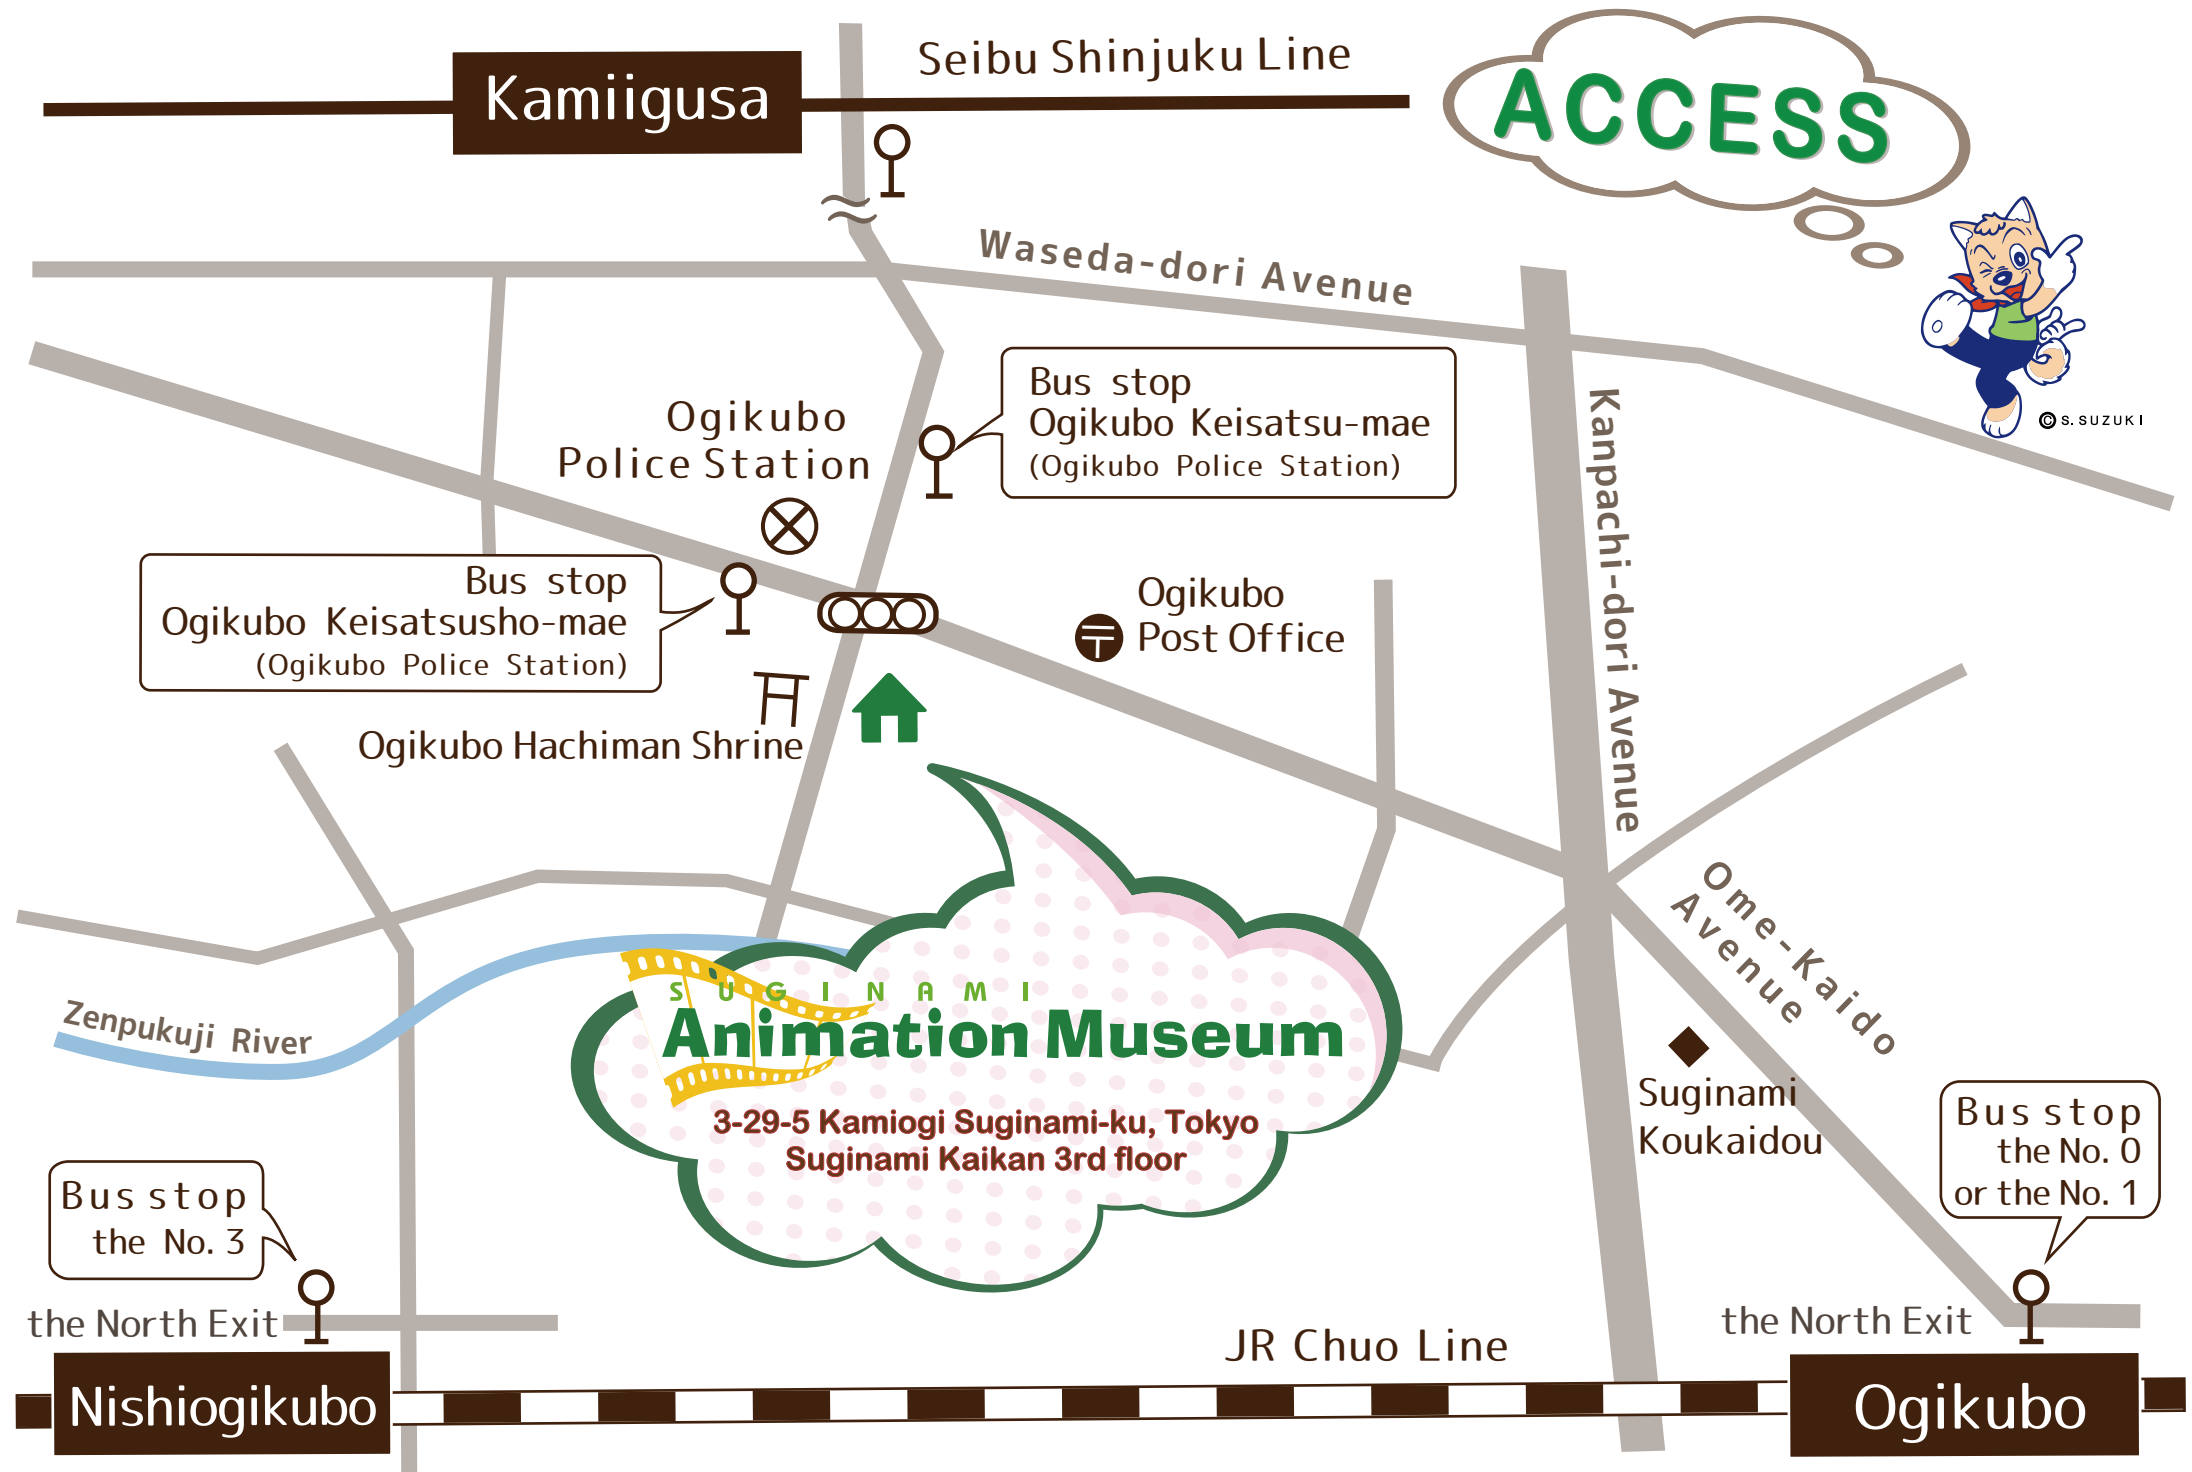 Kamiigusa
Seibu Shinjuku Line
ACCESS
Waseda-dori Avenue
© S. SUZUKI
Kanpachi-dori Avenue
Ogikubo
Police Station
Bus stop
Ogikubo Keisatsu-mae
(Ogikubo Police Station)
Bus stop
Ogikubo Keisatsusho-mae
(Ogikubo Police Station)
Ogikubo
Post Office
Ogikubo Hachiman Shrine
Ome-Kaido
Avenue
Zenpukuji River
SUGINAMI
Animation Museum
3-29-5 Kamiogi Suginami-ku, Tokyo
Suginami Kaikan 3rd floor
Suginami
Koukaidou
Bus stop
the No. 0
or the No. 1
Bus stop
the No. 3
the North Exit
the North Exit
JR Chuo Line
Nishiogikubo
Ogikubo